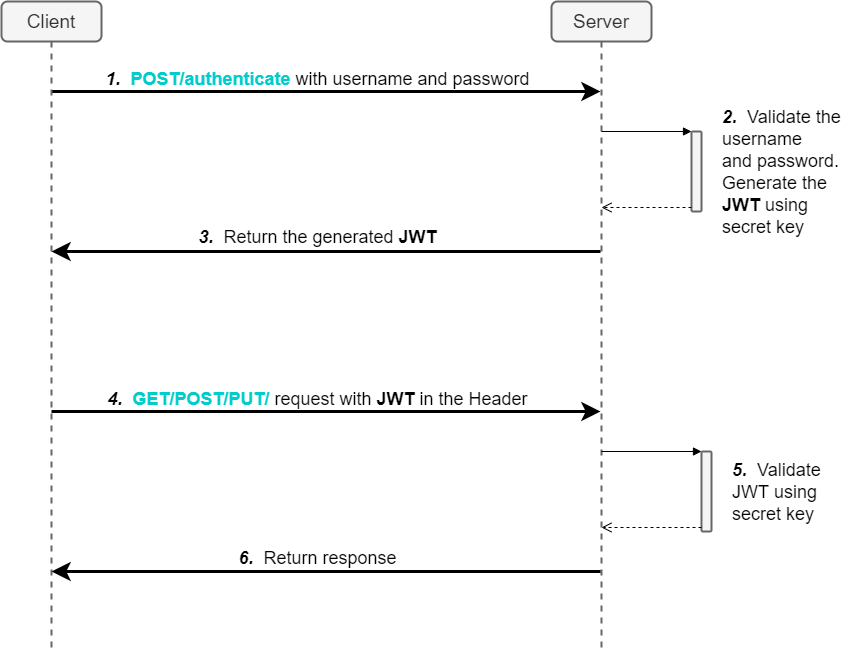 Client
Server
1. POST/authenticate with username and password
2. Validate the
username
and password.
Generate the
JWT using
secret key
3. Return the generated JWT
4. GET/POST/PUT/ request with JWT in the Header
5. Validate
JWT using
secret key
6. Return response